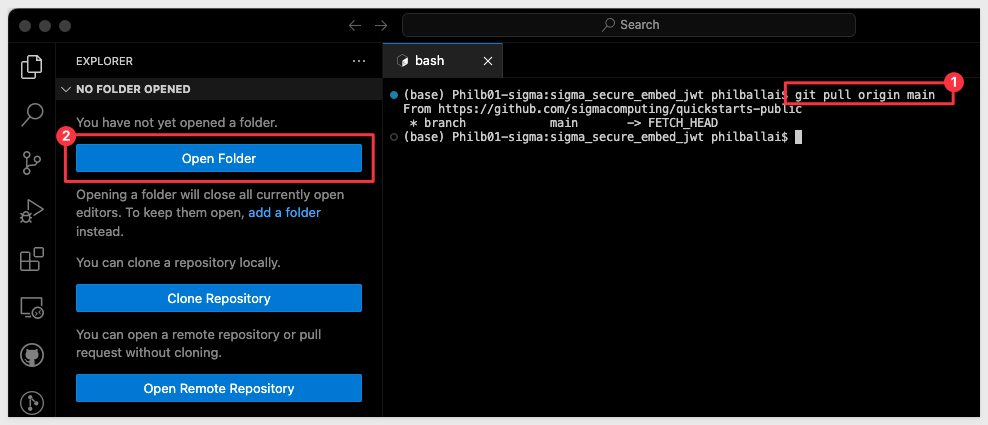 Search
EXPLORER
bash
NO FOLDER OPENED
You have not yet opened a folder.
2
Open Folder
Opening a folder will close all currently open
editors. To keep them open, add a folder
instead.
You can clone a repository locally.
Clone Repository
You can open a remote repository or pull
request without cloning.
Open Remote Repository
1
(base) Philb01-sigma:sigma_secure_embed_jwt philballai$ git pull origin main
From https://github.com/sigmacomputing/quickstarts-public
* branch main -> FETCH_HEAD
(base) Philb01-sigma:sigma_secure_embed_jwt philballai$